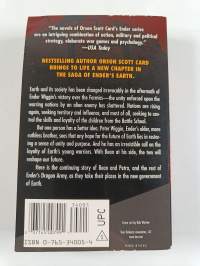 "The novels of Orson Scott Card's Ender series
are an intriguing combination of action, military and political
strategy, elaborate war games and psychology."
—USA Today
BESTSELLING AUTHOR ORSON SCOTT CARD
BRINGS TO LIFE A NEW CHAPTER IN
THE SAGA OF ENDER'S EARTH.
Earth and its society has been changed irrevocably in the aftermath of
Ender Wiggin's victory over the Formics—the unity enforced upon the
warring nations by an alien enemy has shattered. Nations are rising
again, seeking territory and influence, and most of all, seeking to con-
trol the skills and loyalty of the children from the Battle School.
But one person has a better idea. Peter Wiggin, Ender's older, more
ruthless brother, sees that any hope for the future of Earth lies in restor-
ing a sense of unity and purpose. And he has an irresistible call on the
loyalty of Earth's young warriors. With Bean at his side, the two will
reshape our future.
Here is the continuing story of Bean and Petra, and the rest of
Ender's Dragon Army, as they take their places in the new government
of Earth.
34005
UPC
ISBN 0-765-34005-4